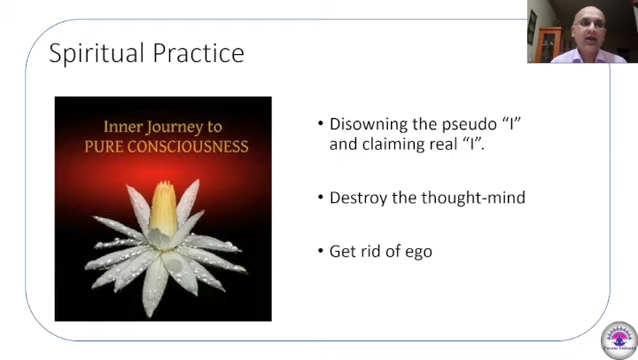 Spiritual Practice
Inner Journey to
PURE CONSCIOUSNESS
• Disowning the pseudo “I”
and claiming real “I”.
• Destroy the thought-mind
• Get rid of ego